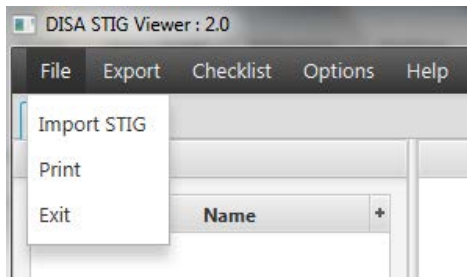 DISA STIG Viewer : 2.0
File Export Checklist Options Help
Import STIG
Print
Exit
Name +